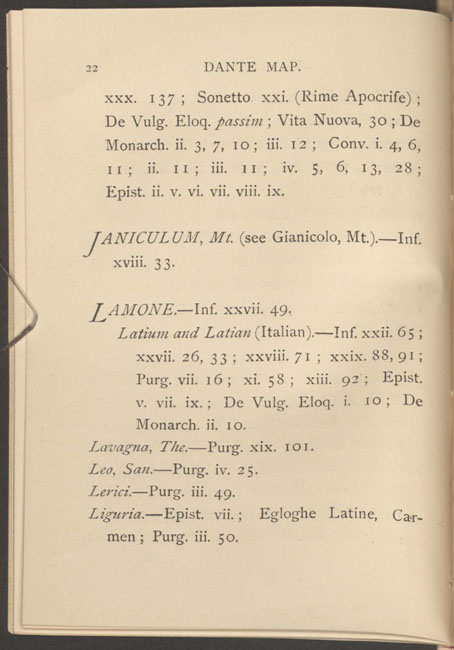 22 DANTE MAP.
xxx. 137 ; Sonetto xxi. (Rime Apocrife) ;
De Vulg. Eloq. passim ; Vita Nuova, 30 ; De
Monarch. ii. 3, 7, 10 ; iii. 12 ; Conv. i. 4, 6,
11 ; ii. 11 ; iii. 11 ; iv. 5, 6, 13, 28 ;
Epist. ii. v. vi. vii. viii. ix.
JANICULUM, Mt. (see Gianicolo, Mt.).—Inf.
xviii. 33.
LAMONE.—Inf. xxvii. 49.
Latium and Latian (Italian).—Inf. xxii. 65 ;
xxvii. 26, 33 ; xxviii. 71 ; xxix. 88, 91 ;
Purg. vii. 16 ; xi. 58 ; xiii. 92 ; Epist.
v. vii. ix. ; De Vulg. Eloq. i. 10 ; De
Monarch. ii. 10.
Lavagna, The.—Purg. xix. 101.
Leo, San.—Purg. iv. 25.
Lerici.—Purg. iii. 49.
Liguria.—Epist. vii. ; Egloghe Latine, Car-
men ; Purg. iii. 50.